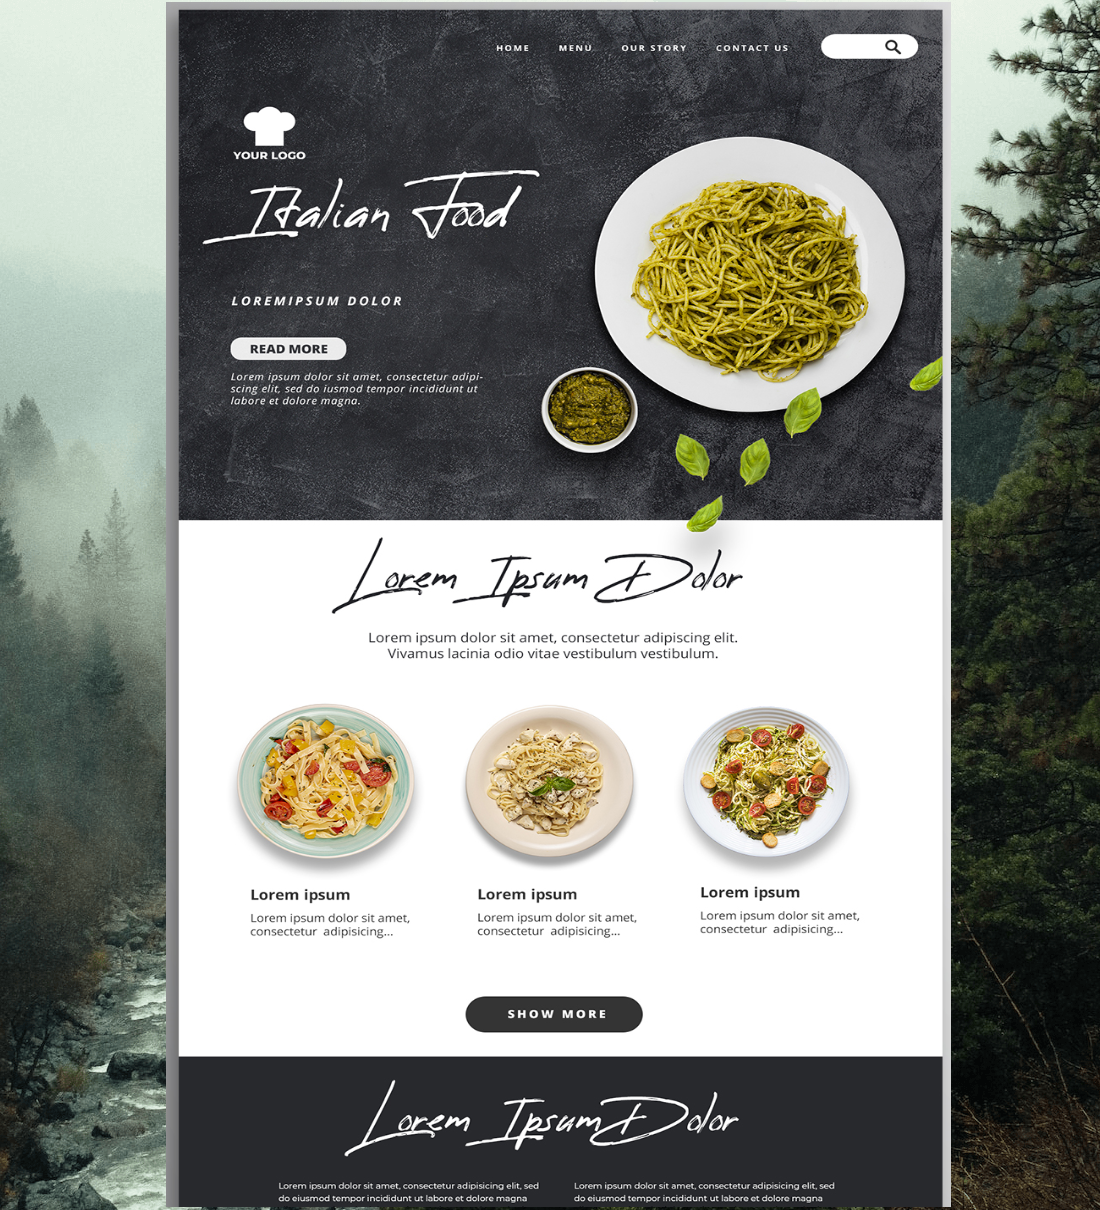 HOME MENU OUR STORY CONTACT US
YOUR LOGO
Italian Food
LOREMIPSUM DOLOR
READ MORE
Lorem ipsum dolor sit amet, consectetur adipi-
scing elit, sed do iusmod tempor incididunt ut
labore et dolore magna.
Lorem Ipsum Dolor
Lorem ipsum dolor sit amet, consectetur adipiscing elit.
Vivamus lacinia odio vitae vestibulum vestibulum.
Lorem ipsum
Lorem ipsum dolor sit amet,
consectetur adipisicing...
Lorem ipsum
Lorem ipsum dolor sit amet,
consectetur adipisicing...
Lorem ipsum
Lorem ipsum dolor sit amet,
consectetur adipisicing...
SHOW MORE
Lorem Ipsum Dolor
Lorem ipsum dolor sit amet, consectetur adipiscing elit, sed
do eiusmod tempor incididunt ut labore et dolore magna
Lorem ipsum dolor sit amet, consectetur adipiscing elit, sed
do eiusmod tempor incididunt ut labore et dolore magna